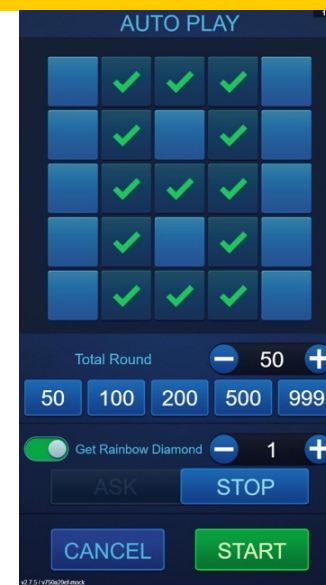 AUTO PLAY
Total Round
50
50 100 200 500 999
Get Rainbow Diamond
1
ASK STOP
CANCEL START